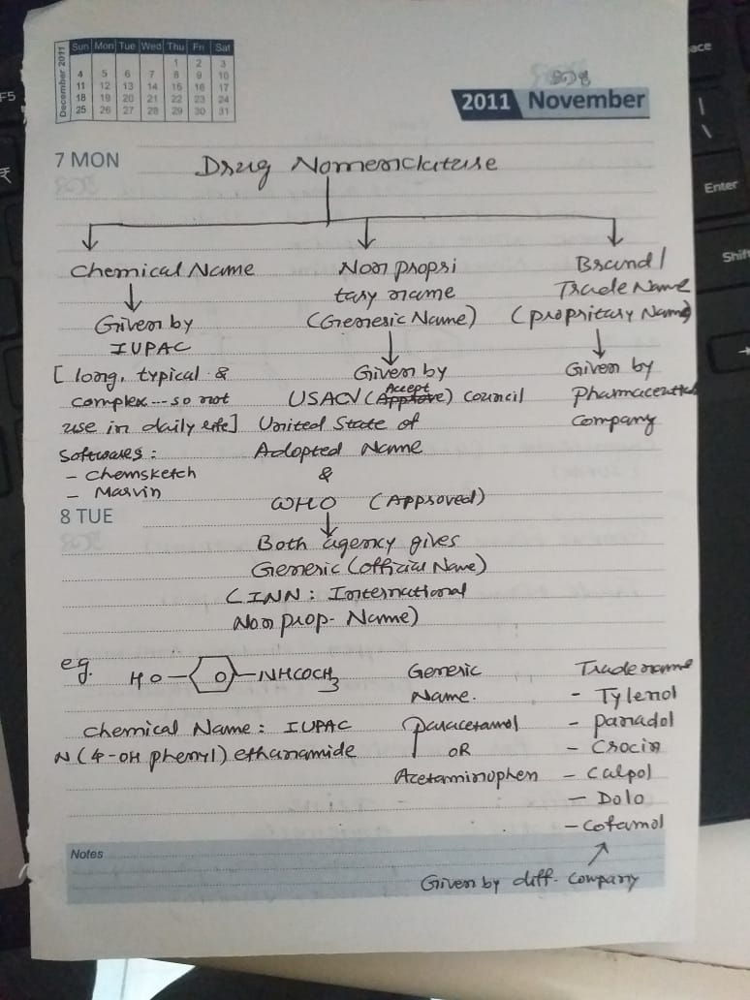 December 2011
Sun Mon Tue Wed Thu Fri Sat
1 2 3
4 5 6 7 8 9 10
11 12 13 14 15 16 17
18 19 20 21 22 23 24
25 26 27 28 29 30 31
2011 November
7 MON
Drug Nomenclature
Chemical Name
Given by
IUPAC
[ long, typical &
complex --- so not
use in daily life]
Softwares :
- Chemsketch
- Marvin
Non propri
tary name
(Generic Name)
Given by
Accept
USACN (Approve) Council
United State of
Adopted Name
&
WHO (Approved)
Both agency gives
Generic (official Name)
(INN : International
Non prop- Name)
Brand /
Trade Name
(propritary Name)
Given by
Pharmaceutical
Company
8 TUE
eg.
HO NHCOCH3
Chemical Name : IUPAC
N (4-OH phenyl) ethanamide
Generic
Name.
paracetamol
OR
Acetaminophen
Trade name
- Tylenol
- panadol
- Crocin
- Calpol
- Dolo
- Cofamol
Given by diff. company
Notes
F5
₹
Enter
Shift